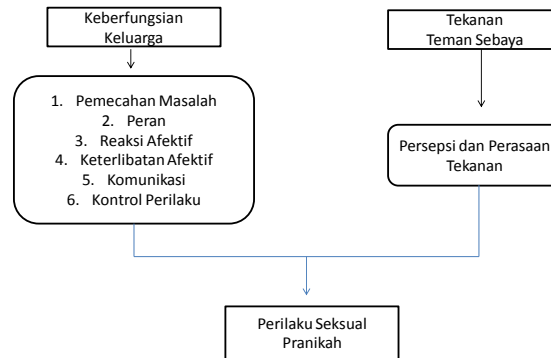 Keberfungsian
Keluarga
Tekanan
Teman Sebaya
1. Pemecahan Masalah
2. Peran
3. Reaksi Afektif
4. Keterlibatan Afektif
5. Komunikasi
6. Kontrol Perilaku
Persepsi dan Perasaan
Tekanan
Perilaku Seksual
Pranikah